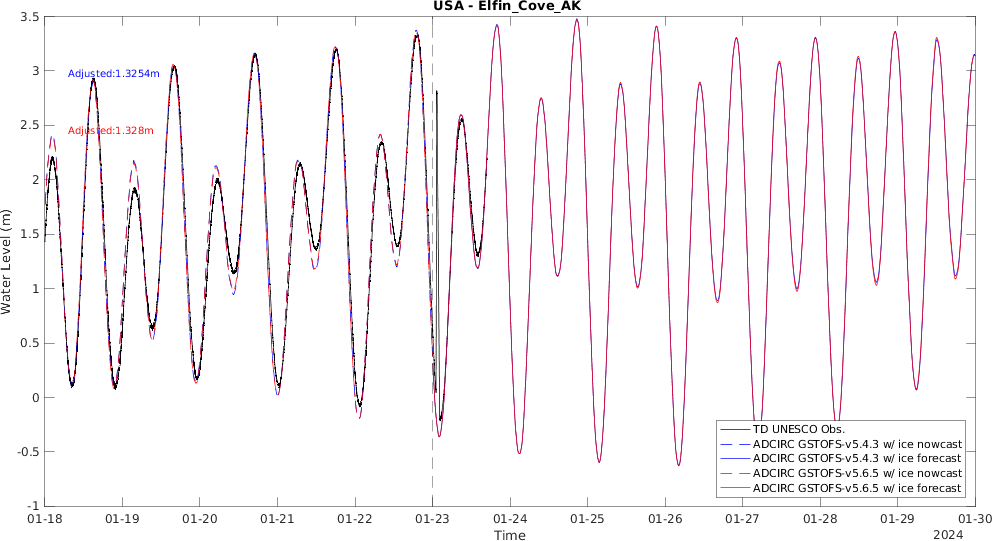 USA - Elfin_Cove_AK
3.5
3
2.5
2
1.5
1
0.5
0
-0.5
-1
Water Level (m)
Adjusted:1.3254m
Adjusted:1.328m
TD UNESCO Obs.
ADCIRC GSTOFS-v5.4.3 w/ ice nowcast
ADCIRC GSTOFS-v5.4.3 w/ ice forecast
ADCIRC GSTOFS-v5.6.5 w/ ice nowcast
ADCIRC GSTOFS-v5.6.5 w/ ice forecast
01-18 01-19 01-20 01-21 01-22 01-23 01-24 01-25 01-26 01-27 01-28 01-29 01-30
Time
2024